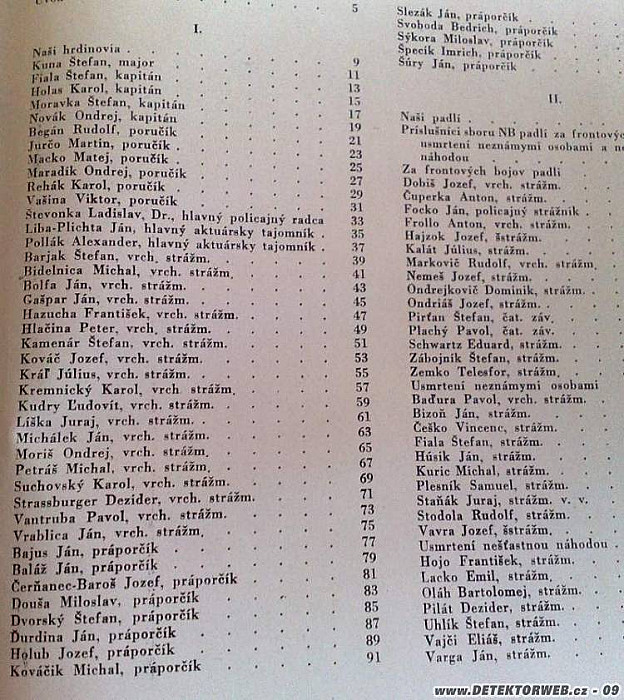 5
I.
Naši hrdinovia
Kuna Štefan, major 9
Fiala Štefan, kapitán 11
Holas Karol, kapitán 13
Moravka Štefan, kapitán 15
Novák Ondrej, kapitán 17
Began Rudolf, poručík 19
Jurčo Martin, poručík 21
Macko Matej, poručík 23
Maradík Ondrej, poručík 25
Rehák Karol, poručík 27
Vašina Viktor, poručík 29
Števonka Ladislav, Dr., hlavný policajný radca 31
Liba-Plichta Ján, hlavný aktuársky tajomník 33
Pollák Alexander, hlavný aktuársky tajomník 35
Barjak Štefan, vrch. strážm. 37
Bidelnica Michal, vrch. strážm. 39
Bolfa Ján, vrch. strážm. 41
Gašpar Ján, vrch. strážm. 43
Hazucha František, vrch. strážm. 45
Hlačina Peter, vrch. strážm. 47
Kamenár Štefan, vrch. strážm. 49
Kováč Jozef, vrch. strážm. 51
Kráľ Július, vrch. strážm. 53
Kremnický Karol, vrch strážm. 55
Kudry Ľudovít, vrch. strážm. 57
Líška Juraj, vrch. strážm. 59
Michálek Ján, vrch. strážm. 61
Moriš Ondrej, vrch. strážm. 63
Petráš Michal, vrch. strážm. 65
Suchovský Karol, vrch. strážm. 67
Strassburger Dezider, vrch. strážm. 69
Vantruba Pavol, vrch. strážm. 71
Vrablica Ján, vrch. strážm. 73
Bajus Ján, práporčík 75
Baláž Ján, práporčík 77
Čerňanec-Baroš Jozef, práporčík 79
Douša Miloslav, práporčík 81
Dvorský Štefan, práporčík 83
Ďurdina Ján, práporčík 85
Holub Jozef, práporčík 87
Kováčik Michal, práporčík 89
91
Slezák Ján, práporčík
Svoboda Bedrich, práporčík
Sýkora Miloslav, práporčík
Špecik Imrich, práporčík
Šúry Ján, práporčík
II.
Naši padlí
Príslušníci sboru NB padlí za frontových
usmrtení neznámymi osobami a
náhodou
Za frontových bojov padlí
Dobiš Jozef, vrch. strážm.
Čuperka Anton, strážm.
Focko Ján, policajný strážnik
Frollo Anton, vrch. strážm.
Hajzok Jozef, šstrážm.
Kalát Július, strážm.
Markovič Rudolf, vrch. strážm.
Nemeš Jozef, strážm.
Ondrejkovič Dominik, strážm.
Ondriáš Jozef, strážm.
Pirťan Štefan, čat. záv.
Plachý Pavol, čat. záv.
Schwartz Eduard, strážm.
Zábojník Štefan, strážm.
Zemko Telesfor, strážm.
Usmrtení neznámymi osobami
Baďura Pavol, vrch. strážm.
Bizoň Ján, strážm.
Češko Vincenc, strážm.
Fiala Štefan, strážm.
Húsik Ján, strážm.
Kuric Michal, strážm.
Plesník Samuel, strážm.
Staňák Juraj, strážm. v. v.
Stodola Rudolf, strážm.
Vavra Jozef, šstrážm.
Usmrtení nešťastnou náhodou
Hojo František, strážm.
Lacko Emil, strážm.
Oláh Bartolomej, strážm.
Pilát Dezider, strážm.
Uhlík Štefan, strážm.
Vajči Eliáš, strážm.
Varga Ján, strážm.
www.DETEKTORWEB.cz - 09